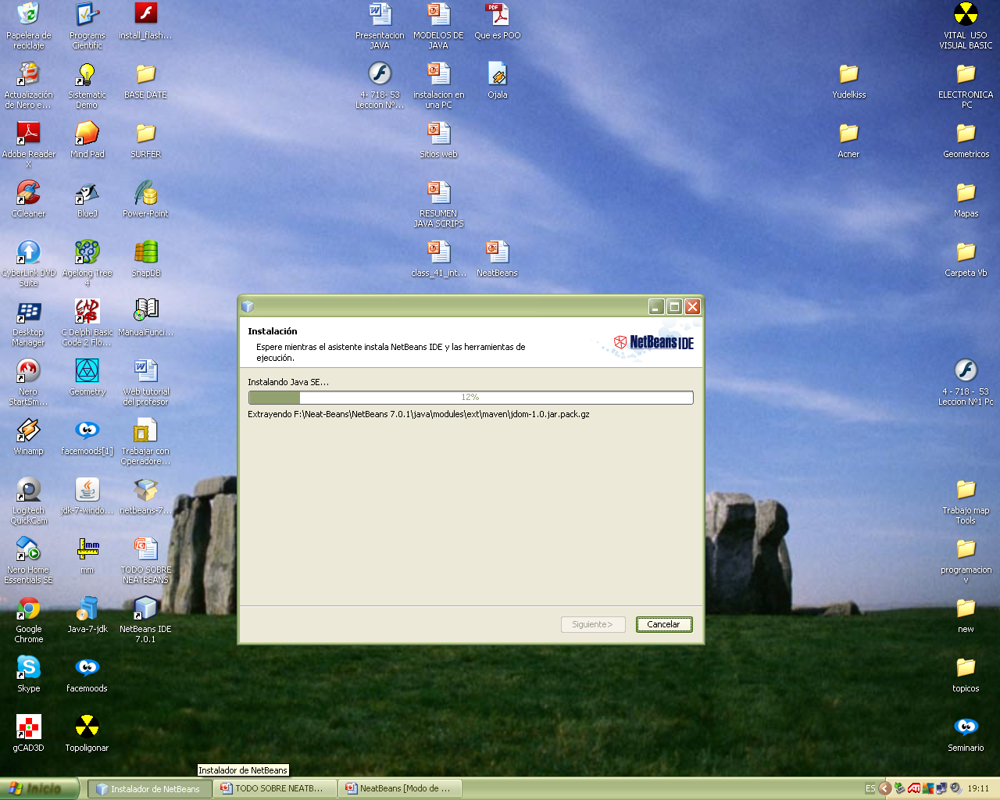 Papelera de
reciclaje
Programs
Cientific
install_flash...
Presentacion
JAVA
MODELOS DE
JAVA
Que es POO
VITAL USO
VISUAL BASIC
Actualización
de Nero e...
Sistematic
Demo
BASE DATE
4- 718- 53
Leccion Nº...
instalacion en
una PC
Ojala
Yudelkiss
ELECTRONICA
PC
Adobe Reader
X
Mind Pad
SURFER
Sitios web
Acner
Geometricos
CCleaner
BlueJ
Power-Point
RESUMEN
JAVA SCRIPS
Mapas
CyberLink DVD
Suite
Agelong Tree
4
SnapDB
class_41_int...
NeatBeans
Carpeta Vb
Desktop
Manager
C Delphi Basic
Code 2 Flo...
ManualFunci...
Nero
StartSm...
Geometry
Web tutorial
del profesor
4 - 718 - 53
Leccion Nº1 Pc
Winamp
facemoods[1]
Trabajar con
Operadore...
Logitech
QuickCam
jdk-7-windo...
netbeans-7...
Trabajo map
Tools
Nero Home
Essentials SE
mm
mm
TODO SOBRE
NEATBEANS
programacion
v
Google
Chrome
Java-7-jdk
NetBeans IDE
7.0.1
new
Skype
facemoods
topicos
gCAD3D
Topoligonar
Seminario
Instalación
Espere mientras el asistente instala NetBeans IDE y las herramientas de
ejecución.
NetBeans IDE
Instalando Java SE...
12%
Extrayendo F:\Neat-Beans\NetBeans 7.0.1\java\modules\ext\maven\jdom-1.0.jar.pack.gz
Siguiente>
Cancelar
Instalador de NetBeans
Inicio
Instalador de NetBeans
TODO SOBRE NEATB...
NeatBeans [Modo de ...
ES
19:11